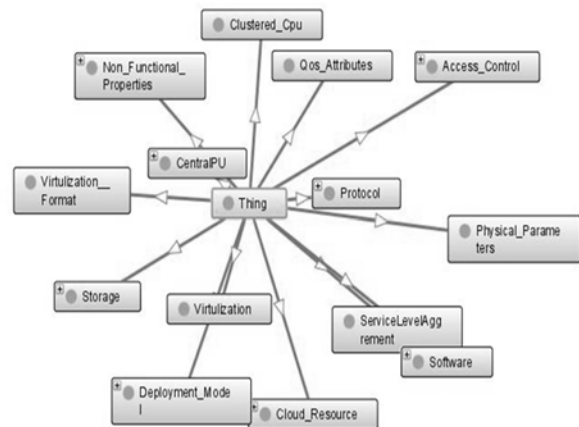 Clustered_Cpu
Non_Functional_
Properties
Qos_Attributes
Access_Control
CentralPU
Virtulization__
Format
Thing
Protocol
Physical_Parame
ters
Storage
Virtulization
ServiceLevelAgg
rement
Software
Deployment_Mode
l
Cloud_Resource